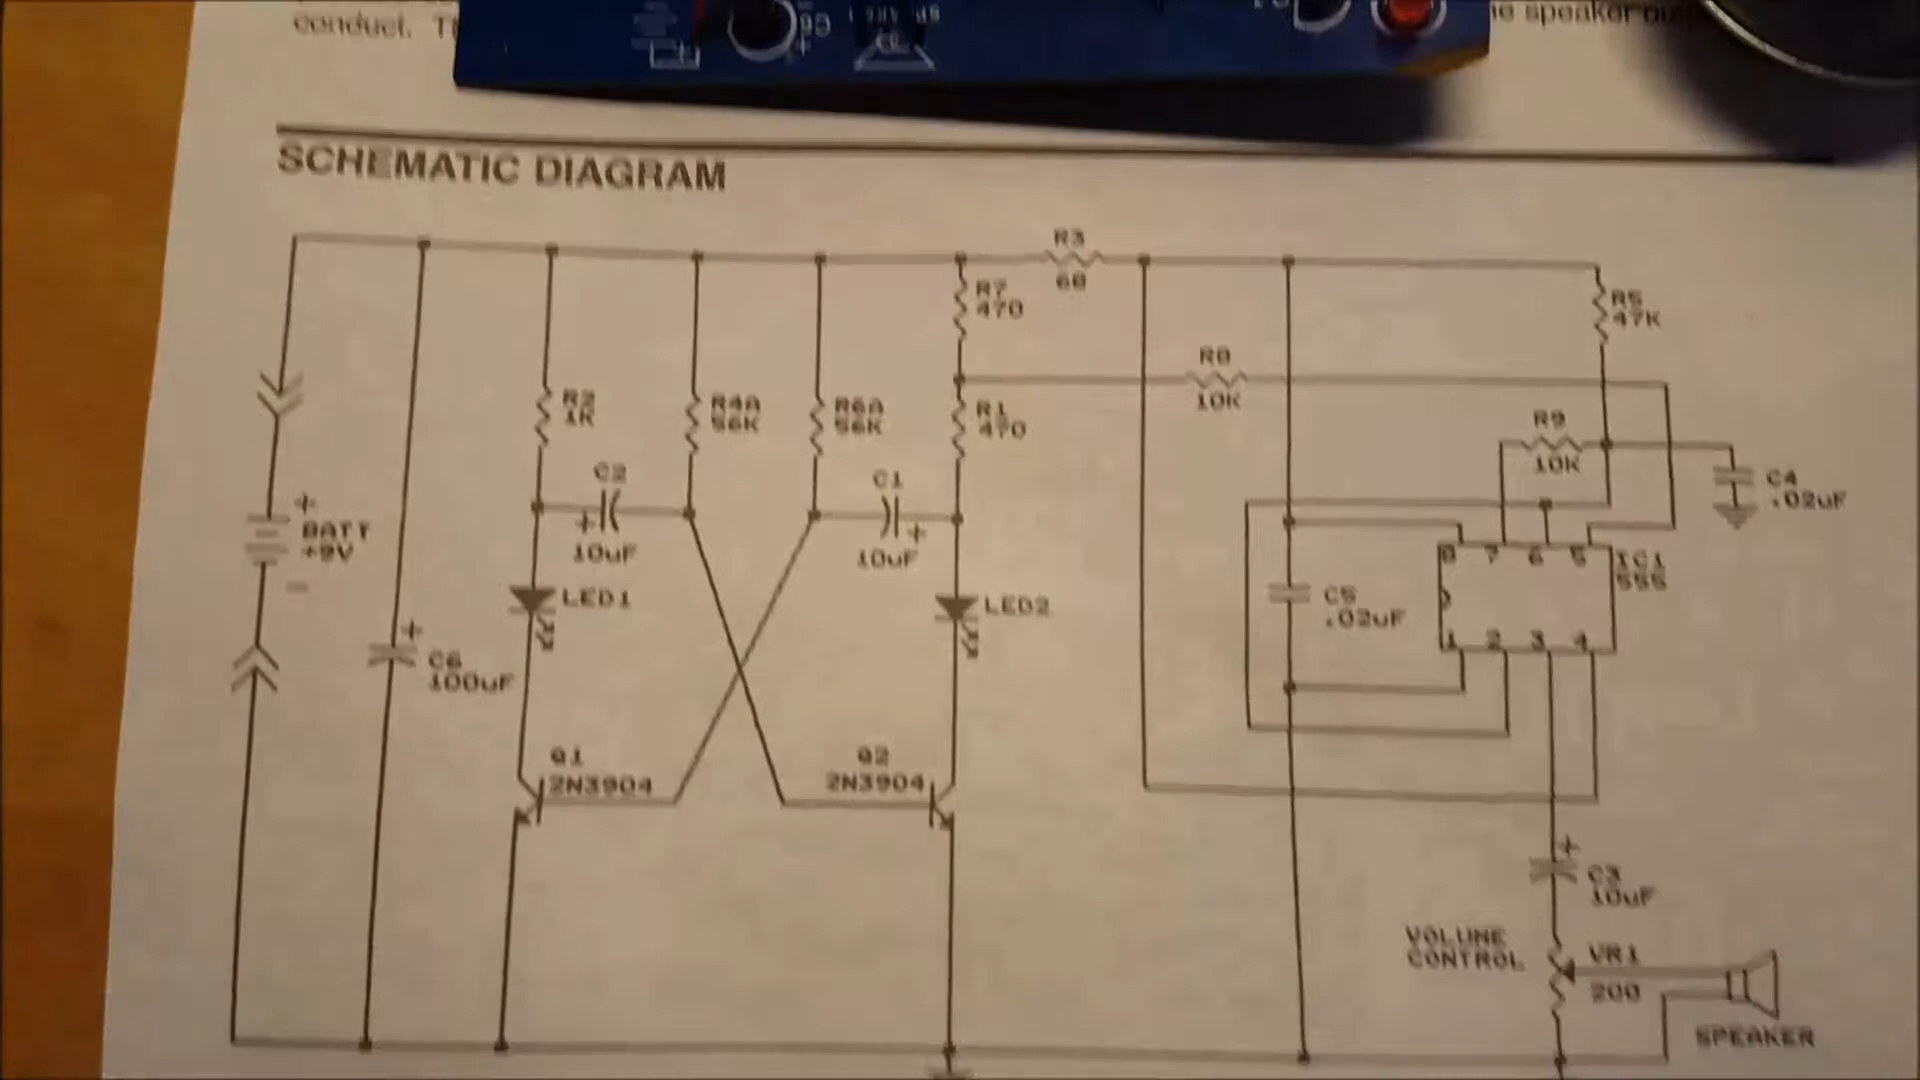 conduct.
speaker
C6
+
SP
SCHEMATIC DIAGRAM
R3
68
R7
470
R5
47K
R8
10K
R2
1K
R4A
56K
R6A
56K
R1
470
R9
10K
C4
.02uF
C2
+
10uF
C1
+
10uF
+
BATT
+9V
-
8 7 6 5
IC1
555
1 2 3 4
C5
.02uF
LED1
LED2
+
C6
100uF
Q1
2N3904
Q2
2N3904
+
C3
10uF
VOLUME
CONTROL
VR1
200
SPEAKER